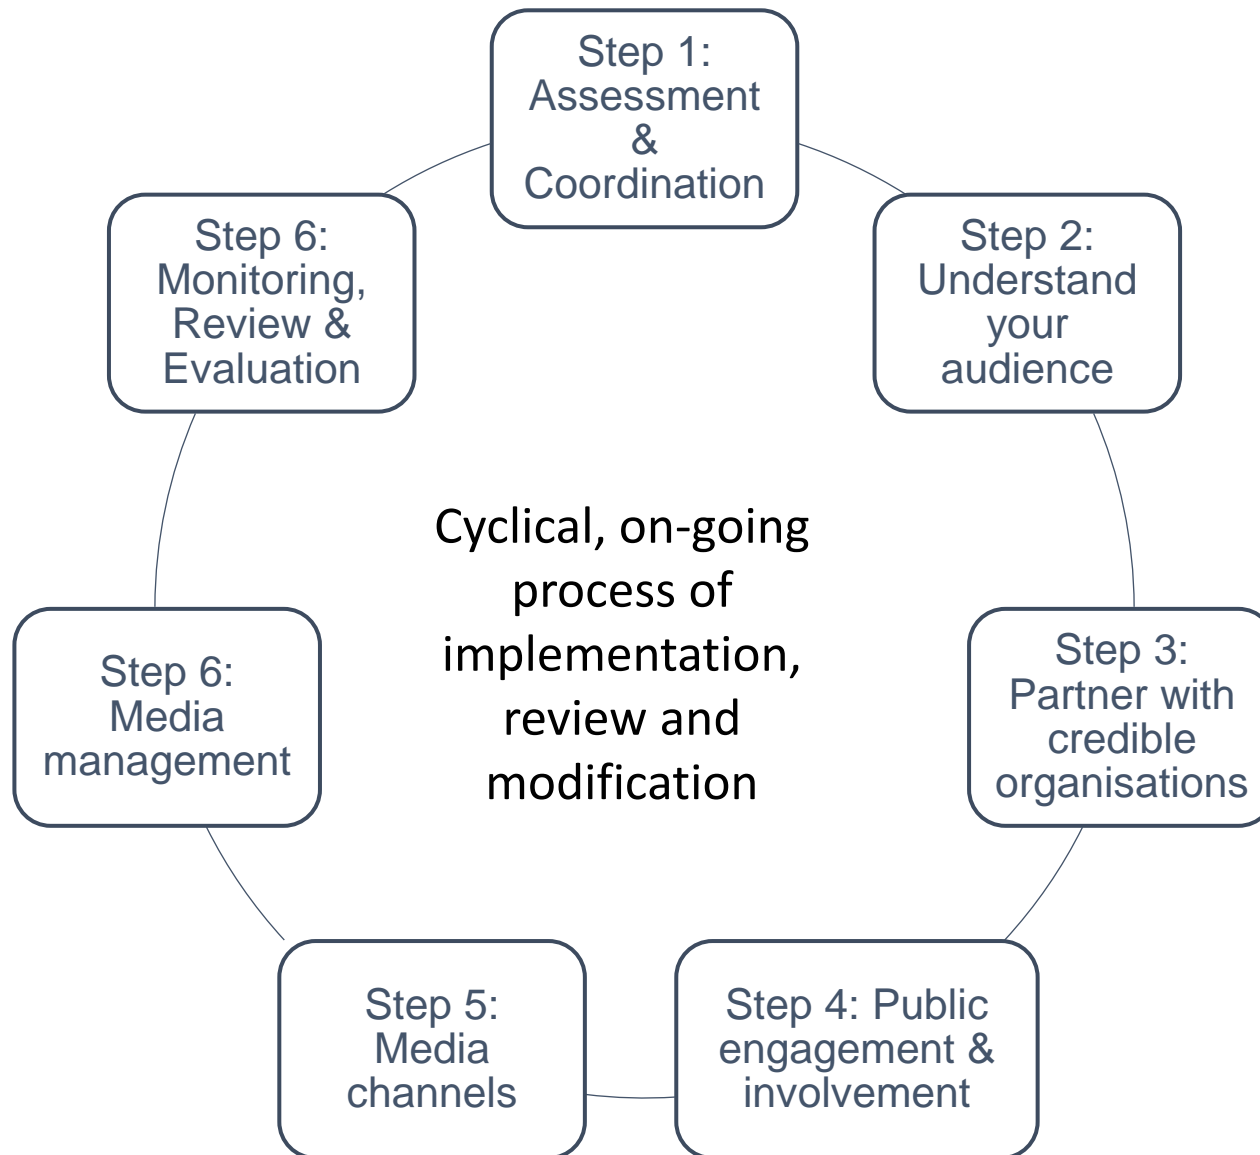 Step 1:
Assessment
&
Coordination
Step 2:
Understand
your
audience
Step 3:
Partner with
credible
organisations
Step 4: Public
engagement &
involvement
Step 5:
Media
channels
Step 6:
Media
management
Step 6:
Monitoring,
Review &
Evaluation
Cyclical, on-going
process of
implementation,
review and
modification